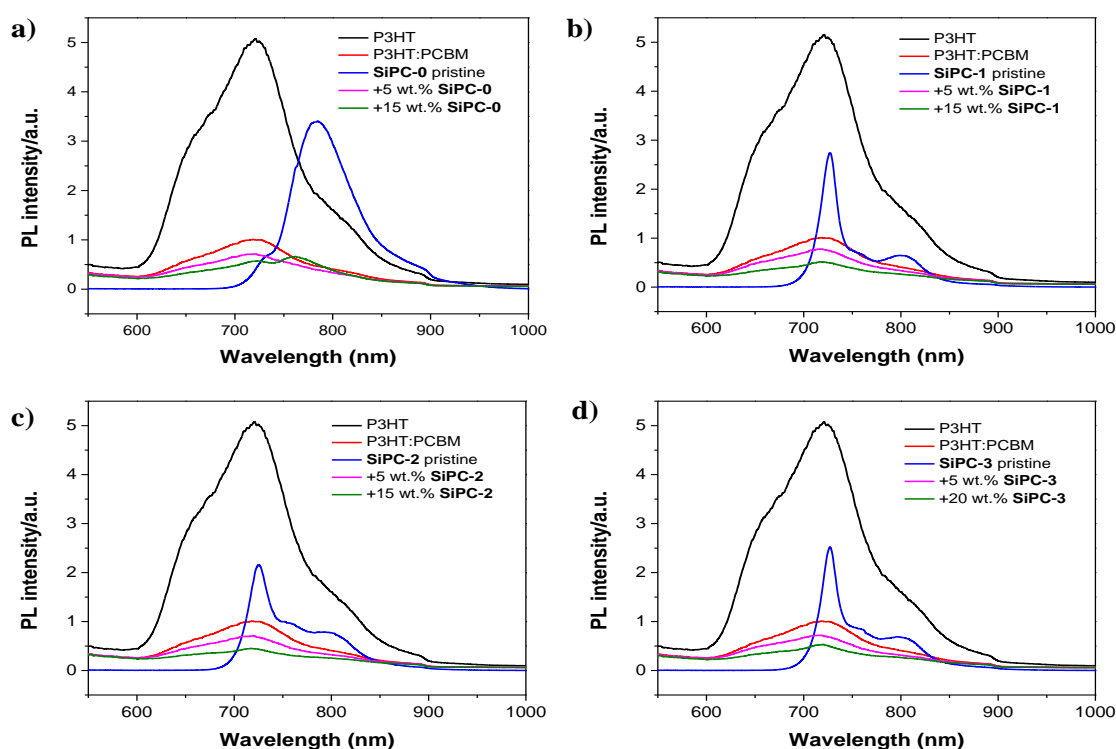 a)
P3HT
P3HT:PCBM
SiPC-0 pristine
+5 wt.% SiPC-0
+15 wt.% SiPC-0
PL intensity/a.u.
5
4
3
2
1
0
600 700 800 900 1000
Wavelength (nm)
b)
P3HT
P3HT:PCBM
SiPC-1 pristine
+5 wt.% SiPC-1
+15 wt.% SiPC-1
PL intensity/a.u.
5
4
3
2
1
0
600 700 800 900 1000
Wavelength (nm)
c)
P3HT
P3HT:PCBM
SiPC-2 pristine
+5 wt.% SiPC-2
+15 wt.% SiPC-2
PL intensity/a.u.
5
4
3
2
1
0
600 700 800 900 1000
Wavelength (nm)
d)
P3HT
P3HT:PCBM
SiPC-3 pristine
+5 wt.% SiPC-3
+20 wt.% SiPC-3
PL intensity/a.u.
5
4
3
2
1
0
600 700 800 900 1000
Wavelength (nm)